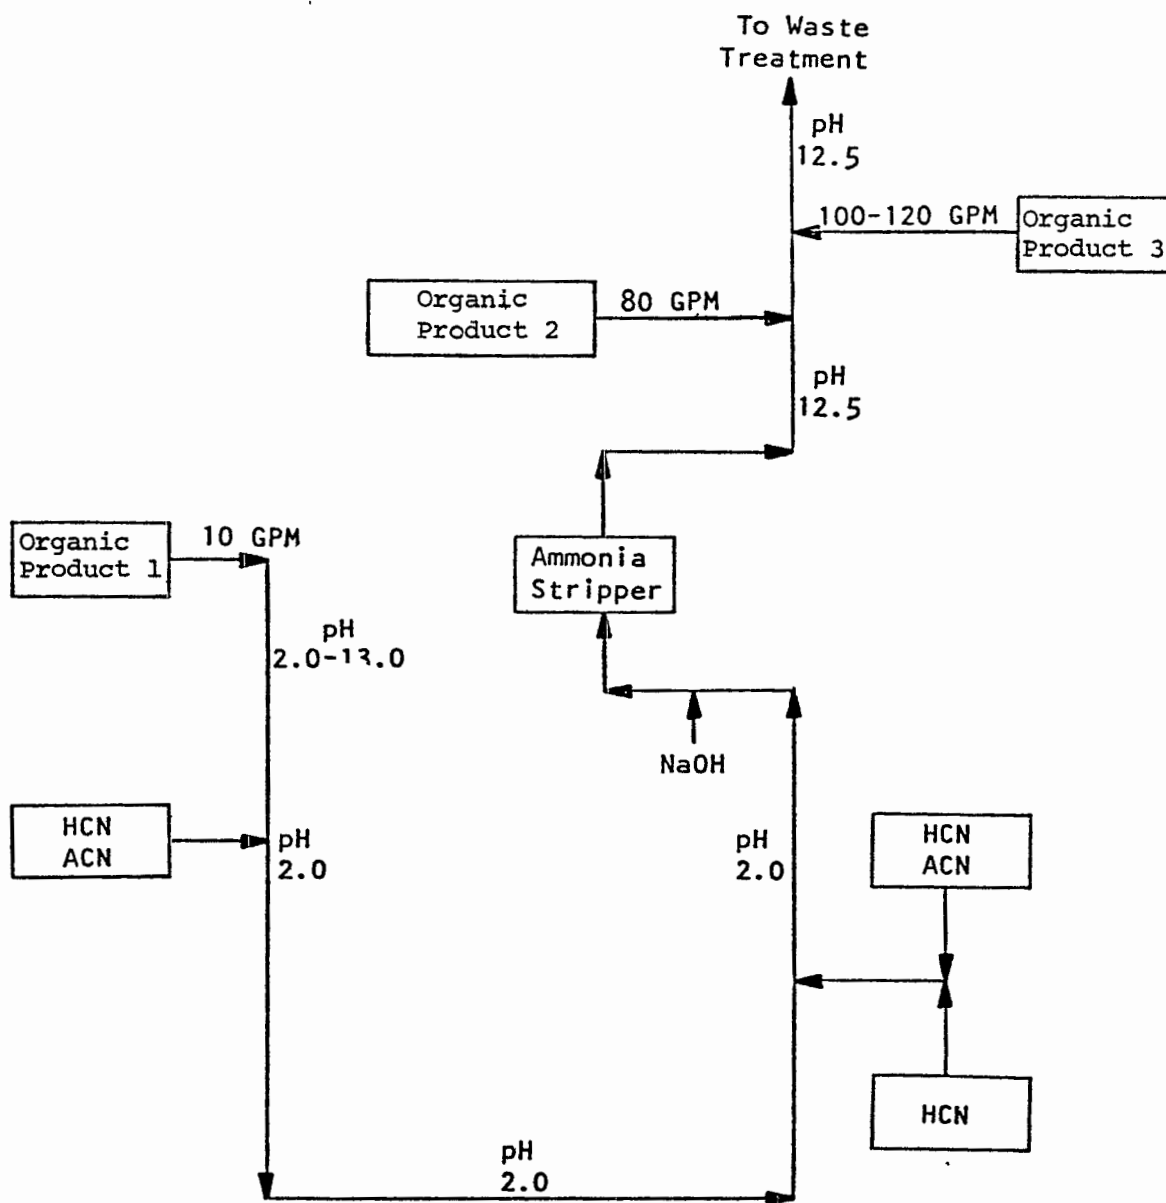 To Waste
Treatment
pH
12.5
100-120 GPM
Organic
Product 3
Organic
Product 2
80 GPM
pH
12.5
Organic
Product 1
10 GPM
Ammonia
Stripper
pH
2.0-13.0
NaOH
HCN
ACN
pH
2.0
pH
2.0
HCN
ACN
HCN
pH
2.0